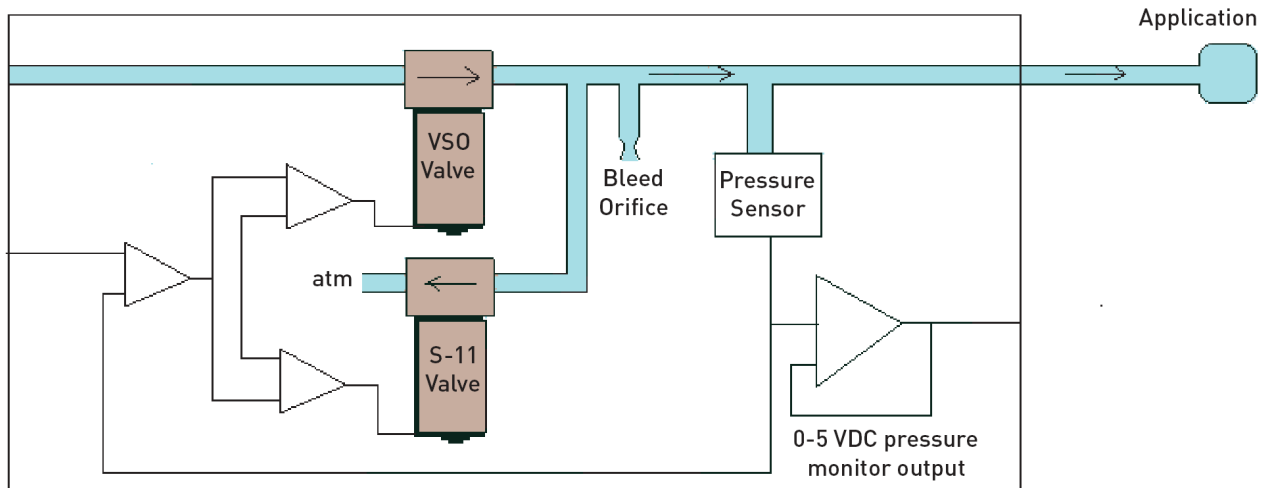 Application
VSO
Valve
Bleed
Orifice
Pressure
Sensor
atm
S-11
Valve
0-5 VDC pressure
monitor output